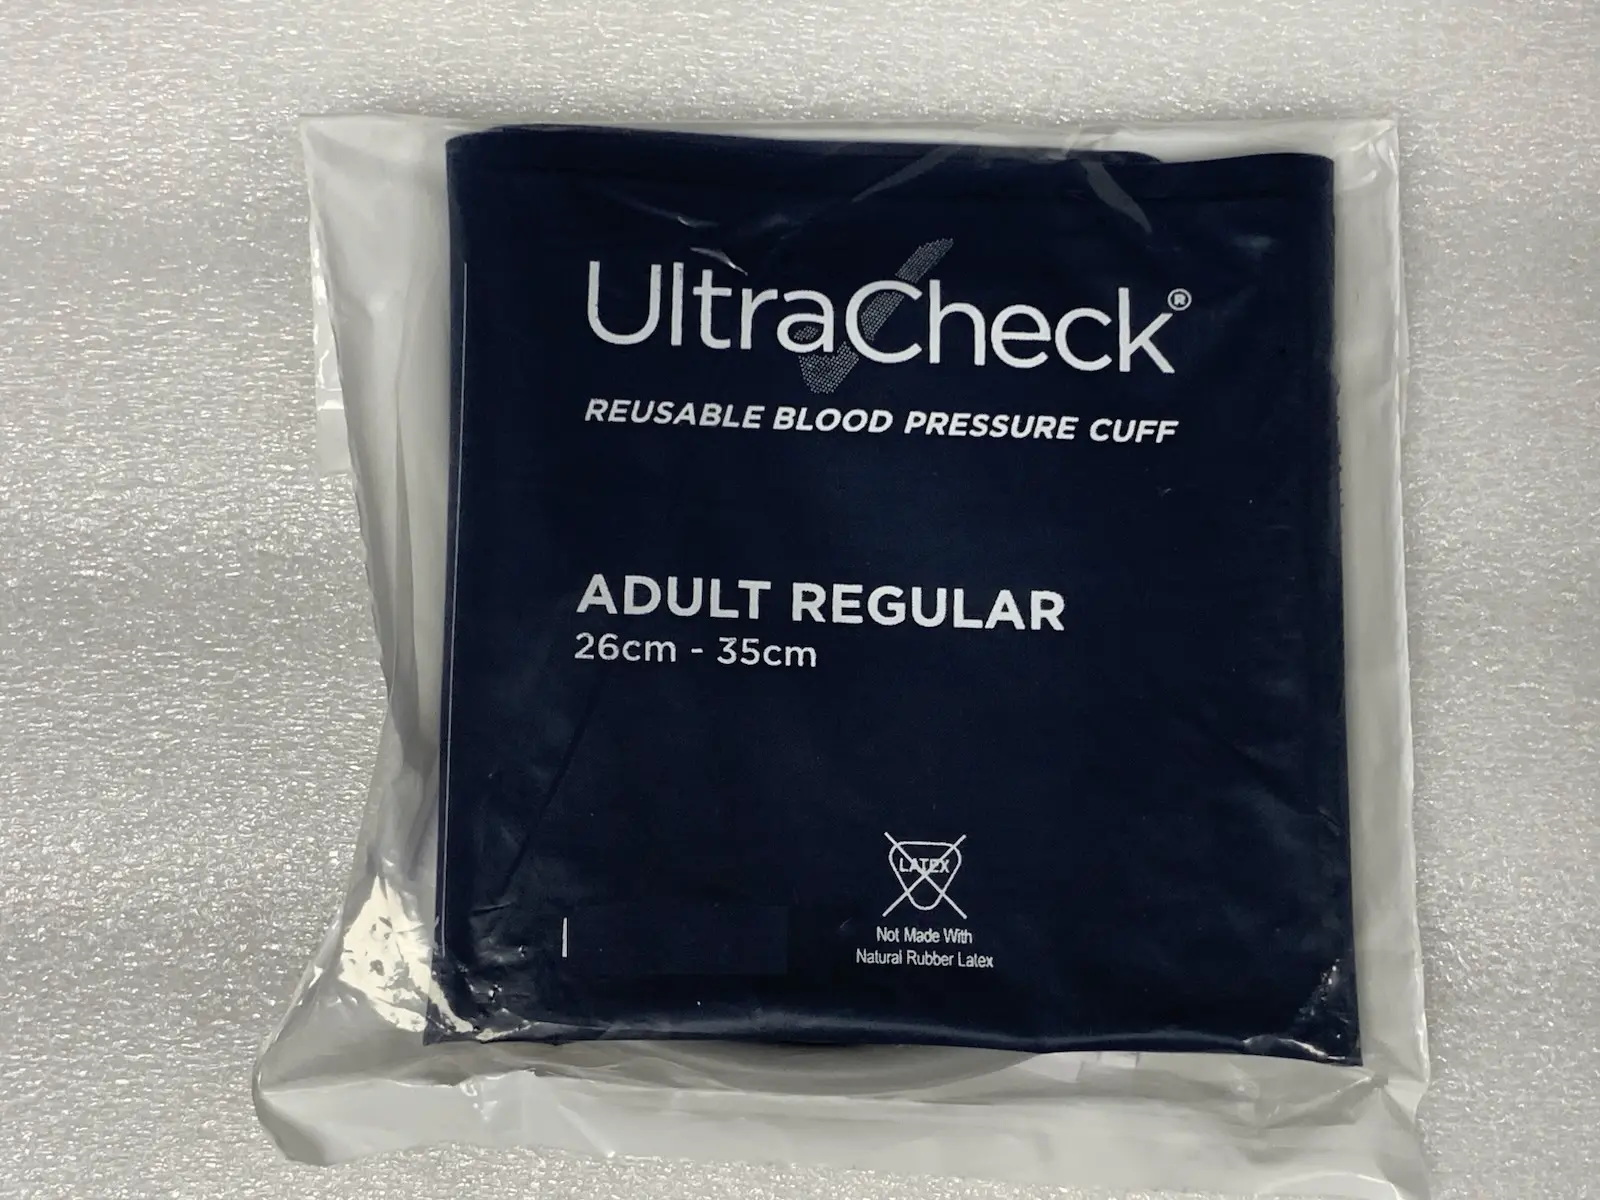 UltraCheck®
REUSABLE BLOOD PRESSURE CUFF
ADULT REGULAR
26cm - 35cm
LATEX
Not Made With
Natural Rubber Latex